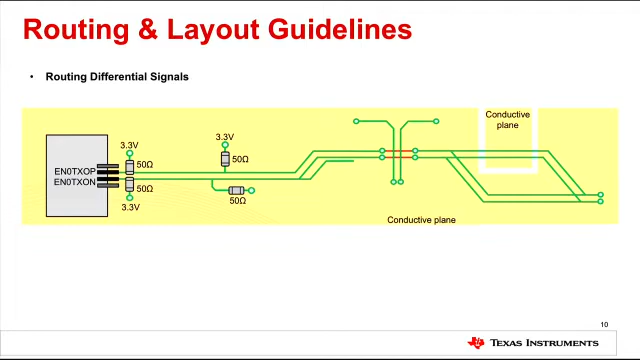 Routing & Layout Guidelines
• Routing Differential Signals
Conductive
plane
3.3V
3.3V
50Ω
50Ω
EN0TXOP
EN0TXON
50Ω
50Ω
3.3V
Conductive plane
10
TEXAS INSTRUMENTS